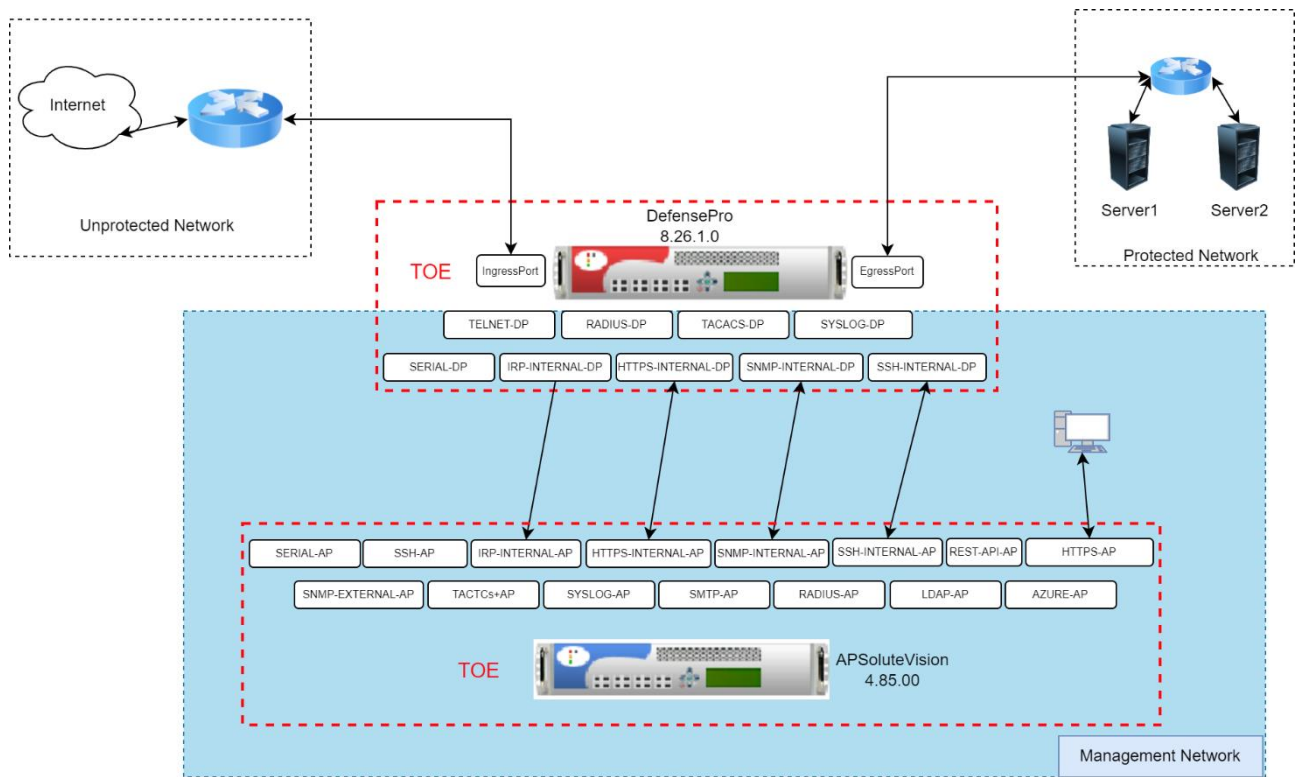 Internet
Unprotected Network
DefensePro
8.26.1.0
TOE
IngressPort
EgressPort
Server1
Server2
Protected Network
TELNET-DP
RADIUS-DP
TACACS-DP
SYSLOG-DP
SERIAL-DP
IRP-INTERNAL-DP
HTTPS-INTERNAL-DP
SNMP-INTERNAL-DP
SSH-INTERNAL-DP
SERIAL-AP
SSH-AP
IRP-INTERNAL-AP
HTTPS-INTERNAL-AP
SNMP-INTERNAL-AP
SSH-INTERNAL-AP
REST-API-AP
HTTPS-AP
SNMP-EXTERNAL-AP
TACTCs+AP
SYSLOG-AP
SMTP-AP
RADIUS-AP
LDAP-AP
AZURE-AP
TOE
APSoluteVision
4.85.00
Management Network